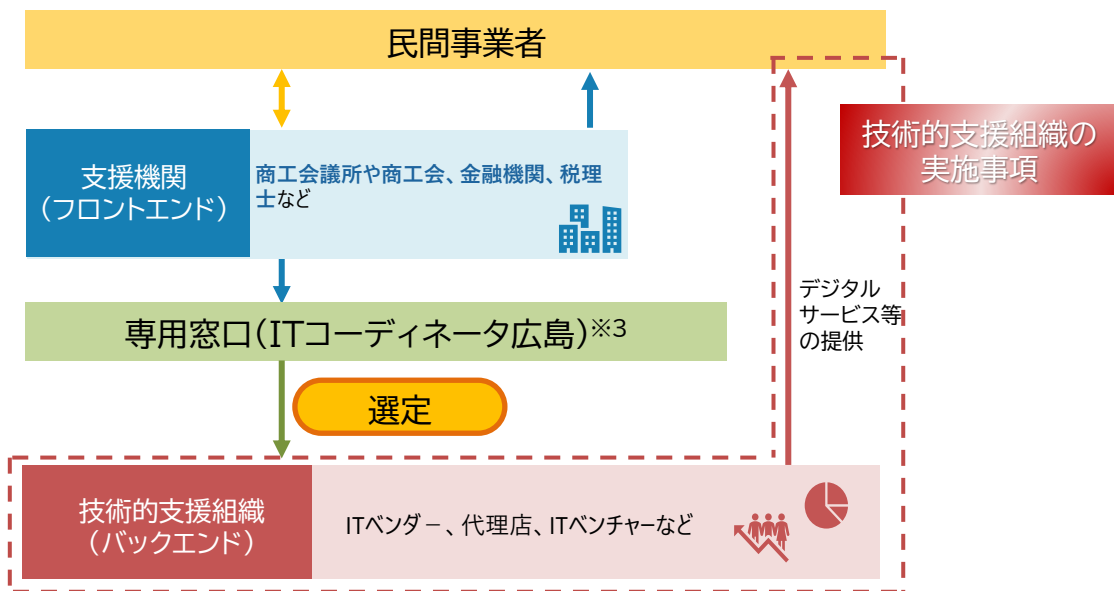 民間事業者
支援機関
(フロントエンド)
商工会議所や商工会、金融機関、税理
士など
技術的支援組織の
実施事項
専用窓口(ITコーディネータ広島)※3
デジタル
サービス等
の提供
選定
技術的支援組織
(バックエンド)
ITベンダ－、代理店、ITベンチャーなど